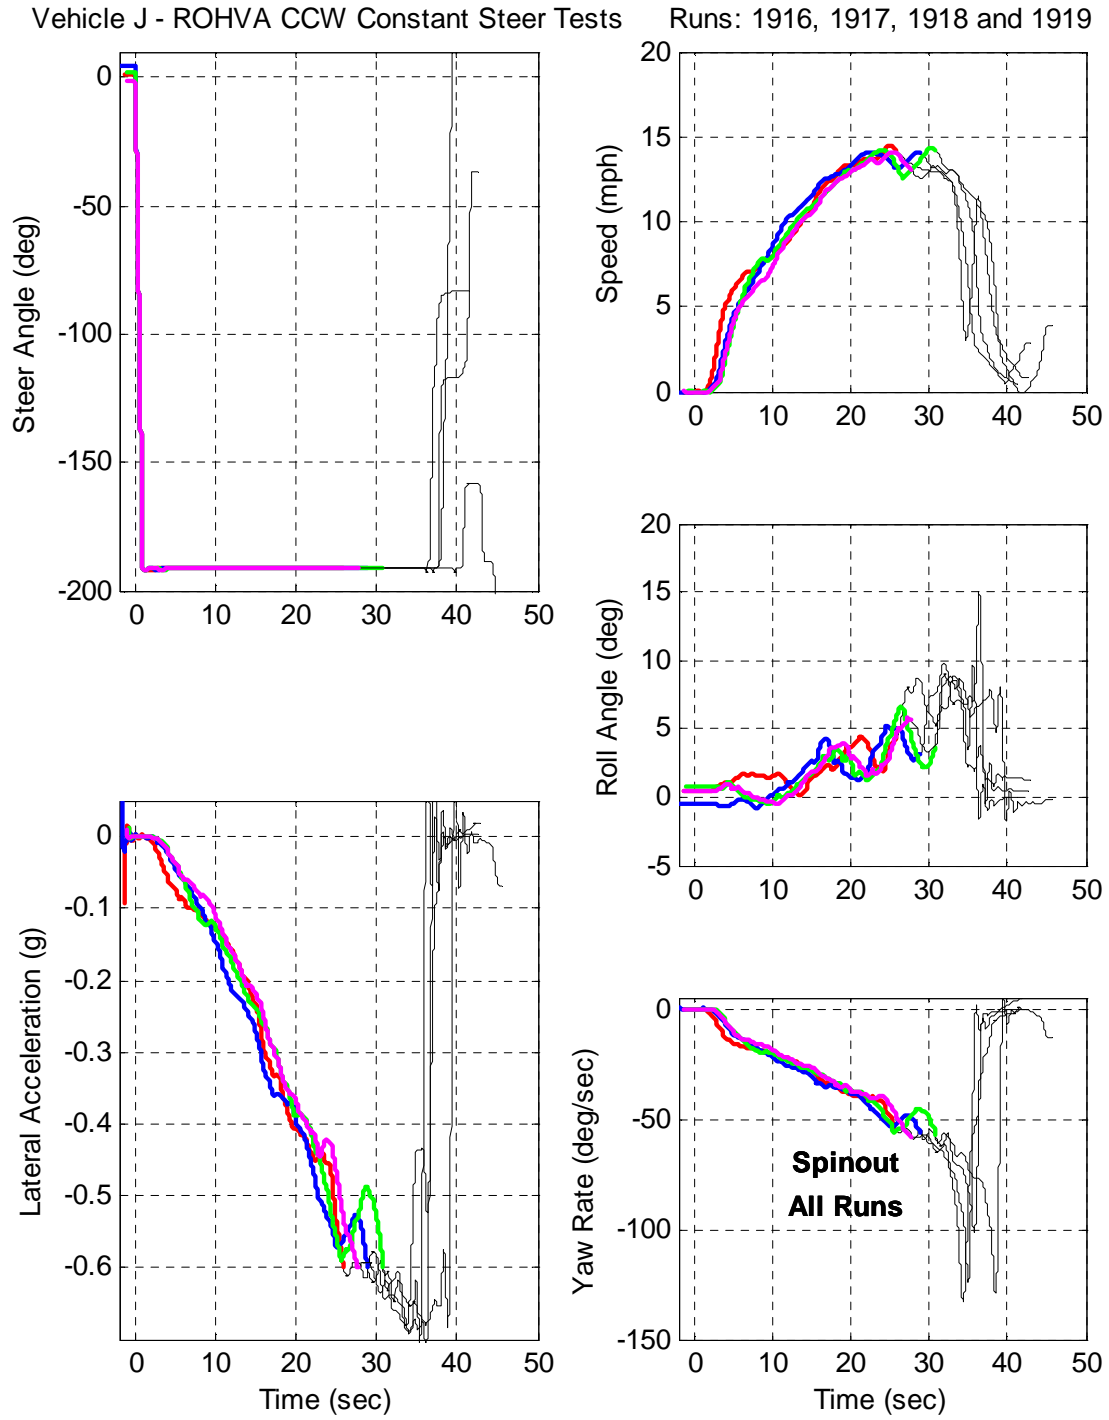 Vehicle J - ROHVA CCW Constant Steer Tests Runs: 1916, 1917, 1918 and 1919
Steer Angle (deg)
0
-50
-100
-150
-200
0 10 20 30 40 50
Speed (mph)
20
15
10
5
0
0 10 20 30 40 50
Roll Angle (deg)
20
15
10
5
0
-5
0 10 20 30 40 50
Lateral Acceleration (g)
0
-0.1
-0.2
-0.3
-0.4
-0.5
-0.6
0 10 20 30 40 50
Time (sec)
Yaw Rate (deg/sec)
0
-50
-100
-150
Spinout
All Runs
0 10 20 30 40 50
Time (sec)